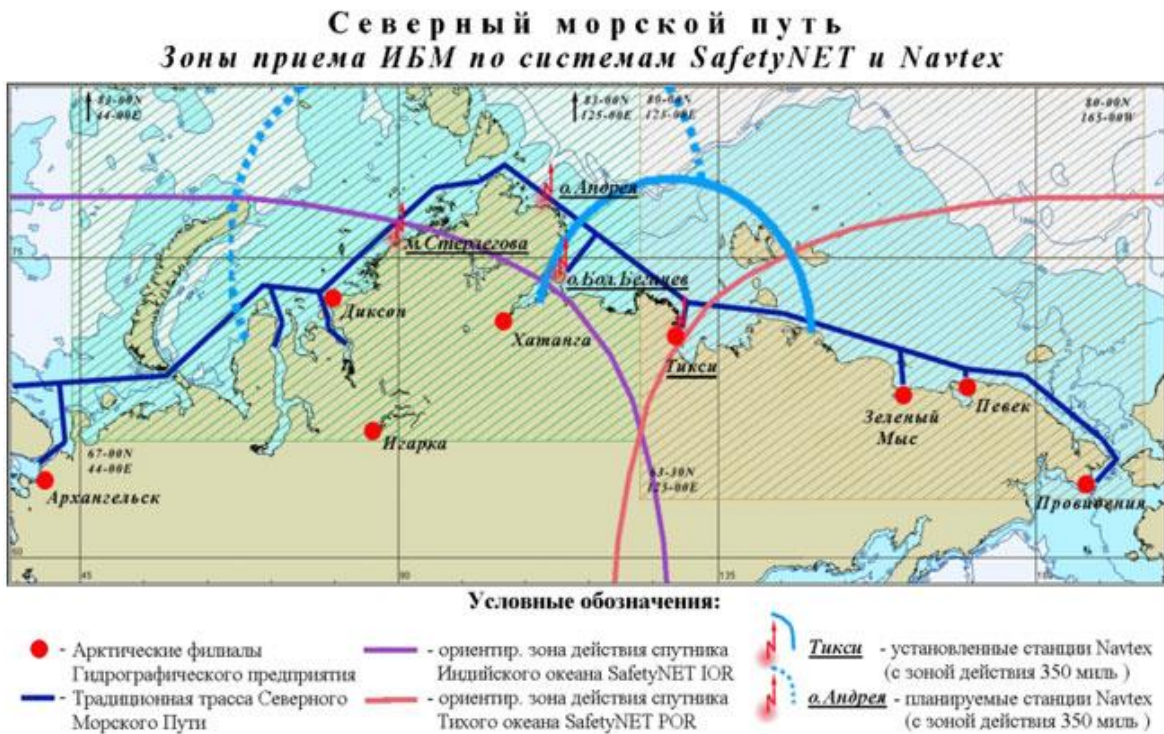 Северный морской путь
Зоны приема ИБМ по системам SafetyNET и Navtex
83-00N
44-00E
83-00N
125-00E
80-00N
125-00E
80-00N
165-00W
о.Андрея
м.Стерлегова
75
о.Бол.Бегичев
Диксон
Хатанга
Тикси
Зеленый
Мыс
Певек
Игарка
67-00N
44-00E
63-30N
125-00E
Архангельск
Провидения
45
90
135
Условные обозначения:
- Арктические филиалы
Гидрографического предприятия
- Традиционная трасса Северного
Морского Пути
- ориентир. зона действия спутника
Индийского океана SafetyNET IOR
- ориентир. зона действия спутника
Тихого океана SafetyNET POR
Тикси - установленные станции Navtex
(с зоной действия 350 миль )
о.Андрея - планируемые станции Navtex
(с зоной действия 350 миль )